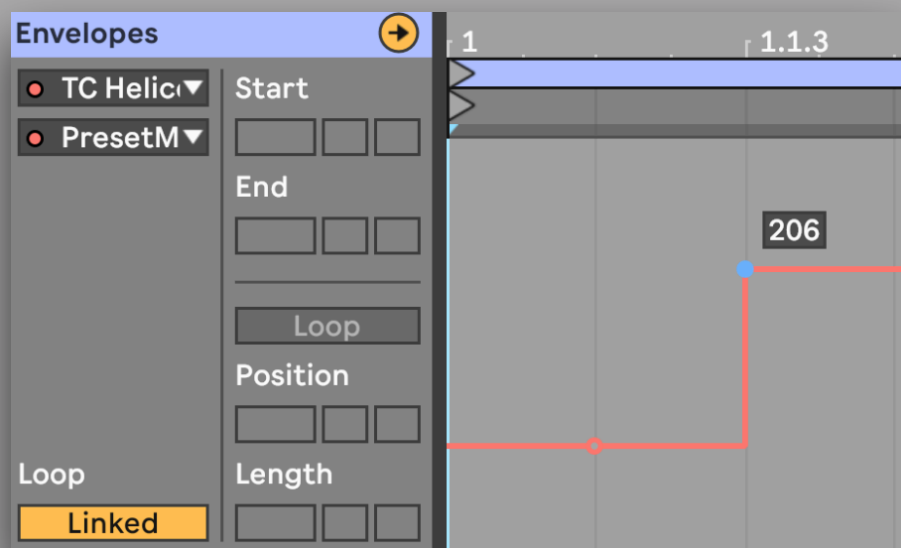 Envelopes
TC Helic
PresetM
Start
End
Loop
Position
Loop
Length
Linked
1
1.1.3
206